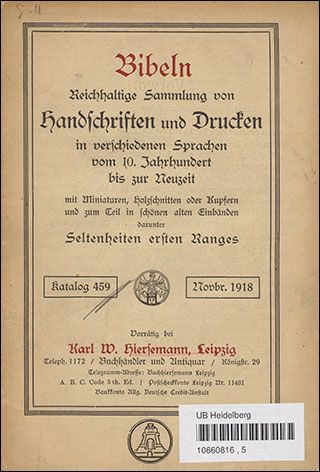 Bibeln
Reichhaltige Sammlung von
Handschriften und Drucken
in verschiedenen Sprachen
vom 10. Jahrhundert
bis zur Neuzeit
mit Miniaturen, Holzschnitten oder Kupfern
und zum Teil in schönen alten Einbänden
darunter
Seltenheiten ersten Ranges
Katalog 459
Novbr. 1918
Vorrätig bei
Karl W. Hiersemann, Leipzig
Teleph. 1172 / Buchhändler und Antiquar / Königstr. 29
Telegramm-Adresse: Buchhiersemann Leipzig
A. B. C. Code 5 th. Ed. / Postscheckkonto Leipzig Nr. 11431
Bankkonto Allg. Deutsche Credit-Anstalt
UB Heidelberg
10660816 , 5